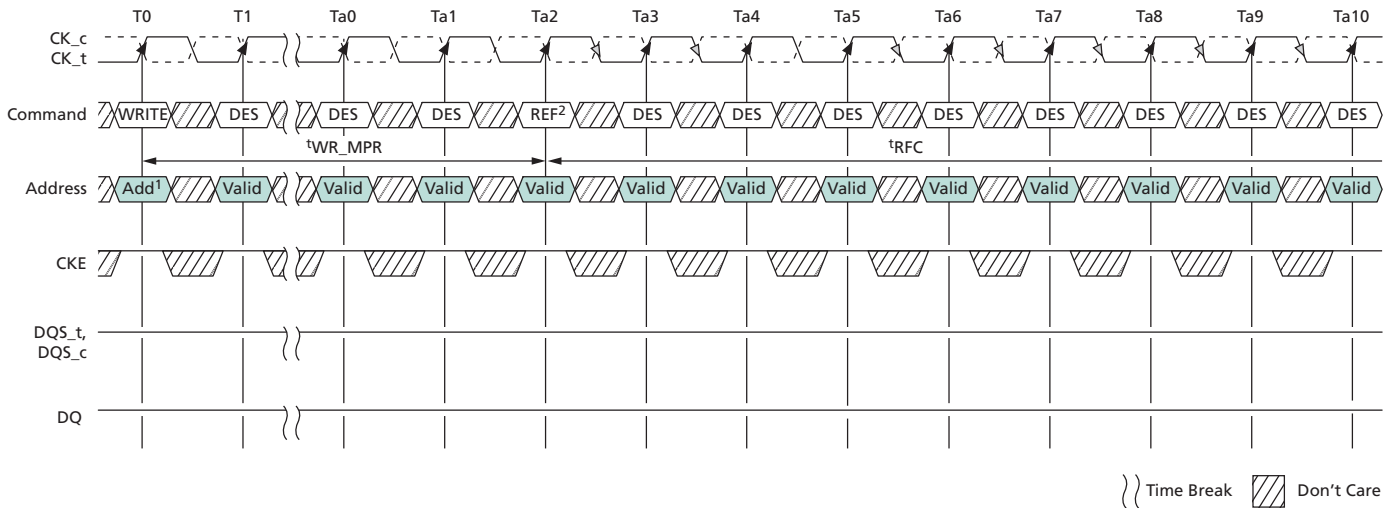 T0 T1 Ta0 Ta1 Ta2 Ta3 Ta4 Ta5 Ta6 Ta7 Ta8 Ta9 Ta10
CK_c
CK_t
Command WRITE DES DES DES REF² DES DES DES DES DES DES DES DES
tWR_MPR tRFC
Address Add¹ Valid Valid Valid Valid Valid Valid Valid Valid Valid Valid Valid Valid
CKE
DQS_t,
DQS_c
DQ
Time Break Don't Care